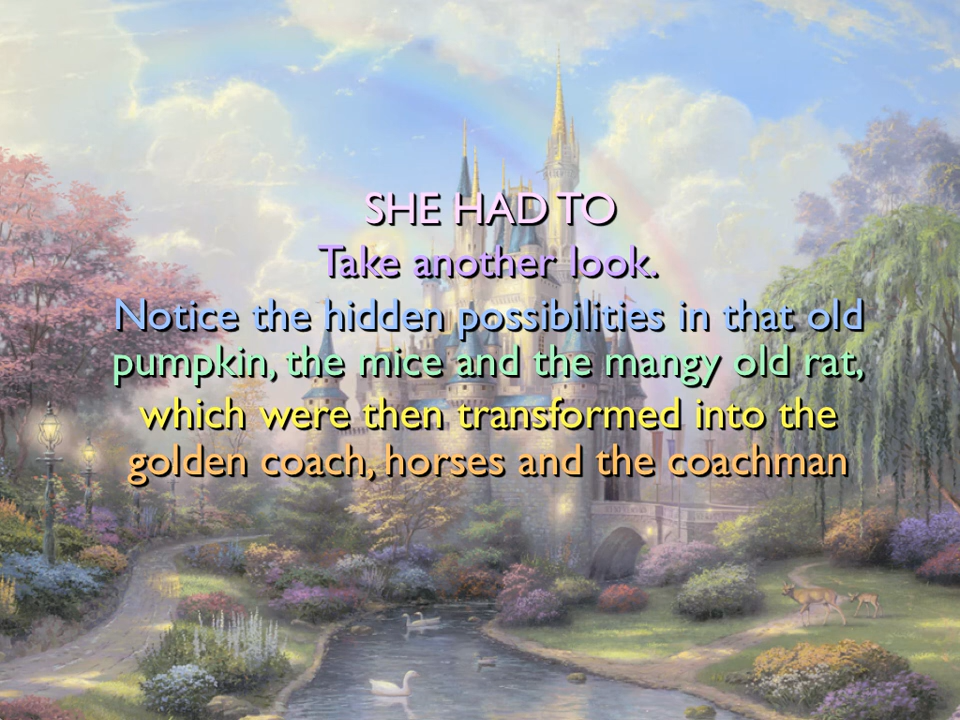 SHE HAD TO
Take another look.
Notice the hidden possibilities in that old
pumpkin, the mice and the mangy old rat,
which were then transformed into the
golden coach, horses and the coachman